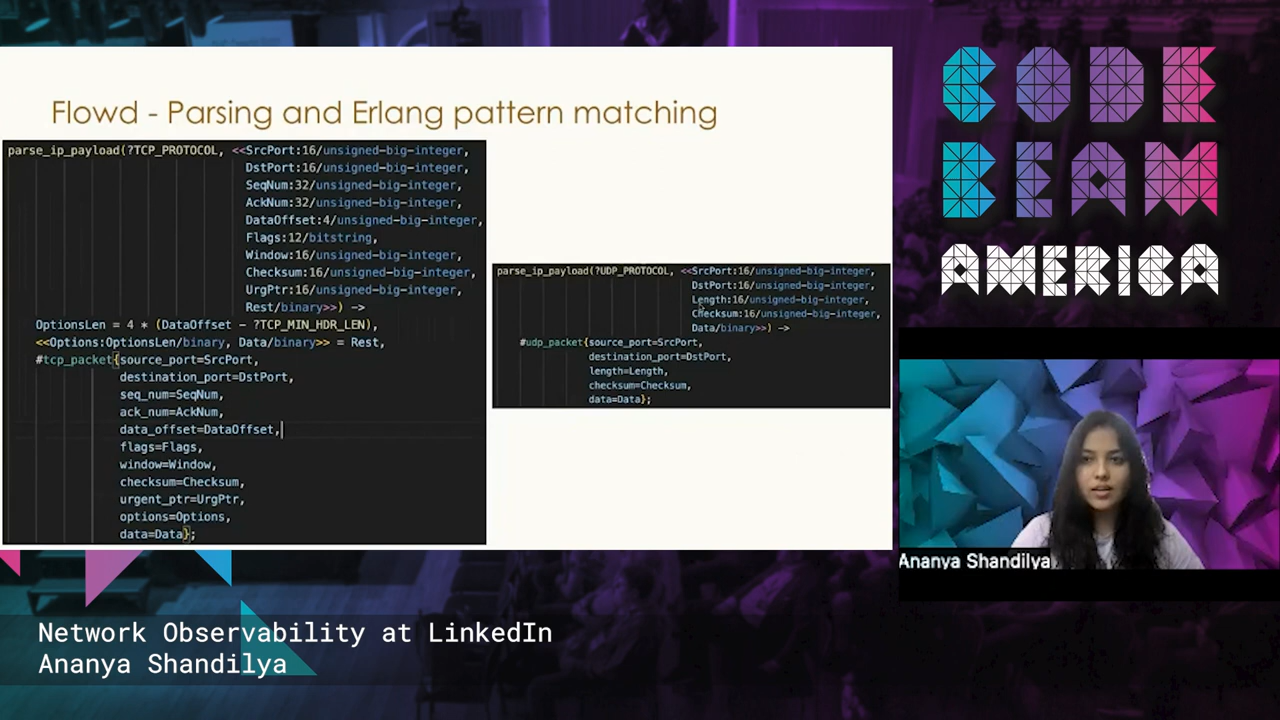 Flowd - Parsing and Erlang pattern matching
parse_ip_payload(?TCP_PROTOCOL, <<SrcPort:16/unsigned-big-integer,
DstPort:16/unsigned-big-integer,
SeqNum:32/unsigned-big-integer,
AckNum:32/unsigned-big-integer,
DataOffset:4/unsigned-big-integer,
Flags:12/bitstring,
Window:16/unsigned-big-integer,
Checksum:16/unsigned-big-integer,
UrgPtr:16/unsigned-big-integer,
Rest/binary>>) ->
OptionsLen = 4 * (DataOffset - ?TCP_MIN_HDR_LEN),
<<Options:OptionsLen/binary, Data/binary>> = Rest,
#tcp_packet{source_port=SrcPort,
destination_port=DstPort,
seq_num=SeqNum,
ack_num=AckNum,
data_offset=DataOffset,
flags=Flags,
window=Window,
checksum=Checksum,
urgent_ptr=UrgPtr,
options=Options,
data=Data};
parse_ip_payload(?UDP_PROTOCOL, <<SrcPort:16/unsigned-big-integer,
DstPort:16/unsigned-big-integer,
Length:16/unsigned-big-integer,
Checksum:16/unsigned-big-integer,
Data/binary>>) ->
#udp_packet{source_port=SrcPort,
destination_port=DstPort,
length=Length,
checksum=Checksum,
data=Data};
CODE
BEAM
AMERICA
Ananya Shandilya
Network Observability at LinkedIn
Ananya Shandilya